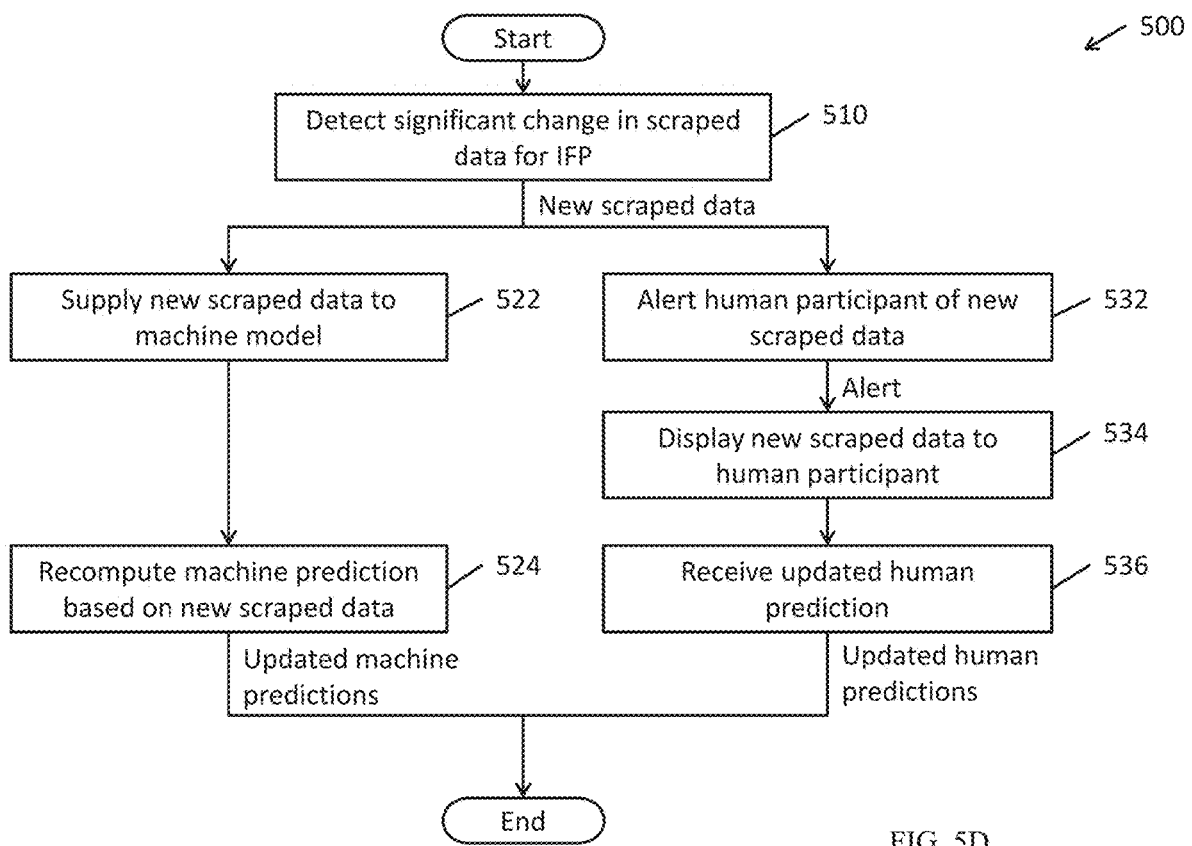 Start
500
Detect significant change in scraped
data for IFP
510
New scraped data
Supply new scraped data to
machine model
522
Alert human participant of new
scraped data
532
Alert
Display new scraped data to
human participant
534
Recompute machine prediction
based on new scraped data
524
Receive updated human
prediction
536
Updated machine
predictions
Updated human
predictions
End
FIG. 5D